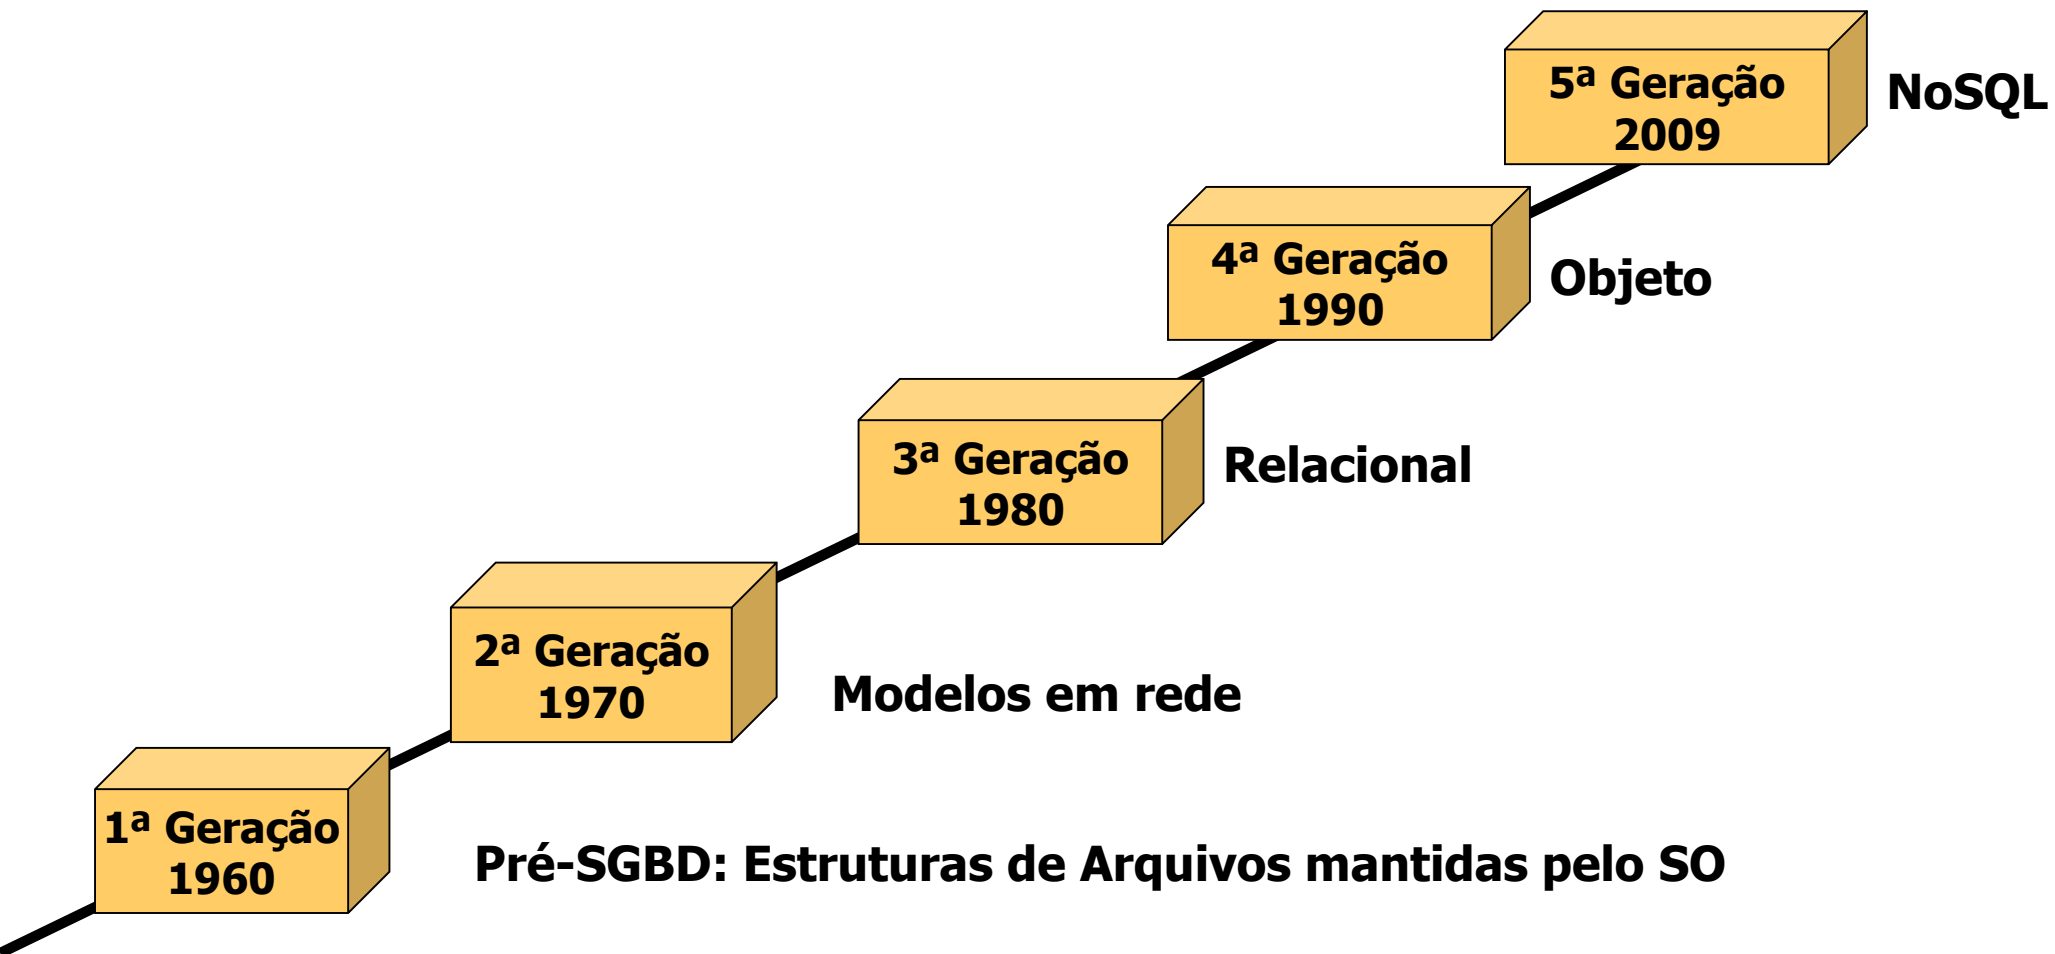 5ª Geração
2009
NoSQL
4ª Geração
1990
Objeto
3ª Geração
1980
Relacional
2ª Geração
1970
Modelos em rede
1ª Geração
1960
Pré-SGBD: Estruturas de Arquivos mantidas pelo SO